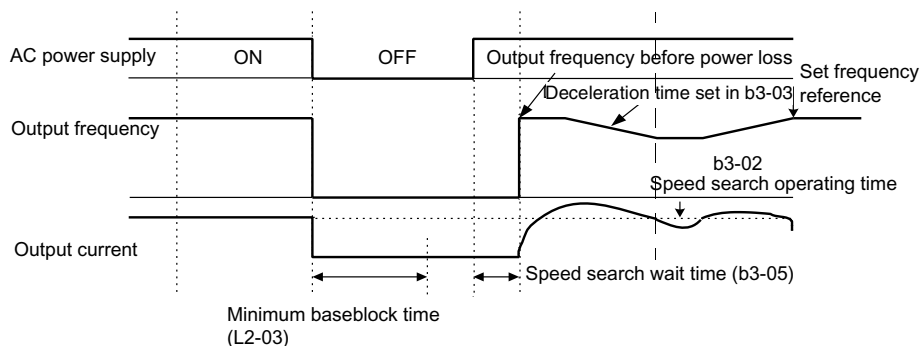 AC power supply
ON
OFF
Output frequency before power loss
Deceleration time set in b3-03
Set frequency
reference
Output frequency
b3-02
Speed search operating time
Output current
Speed search wait time (b3-05)
Minimum baseblock time
(L2-03)